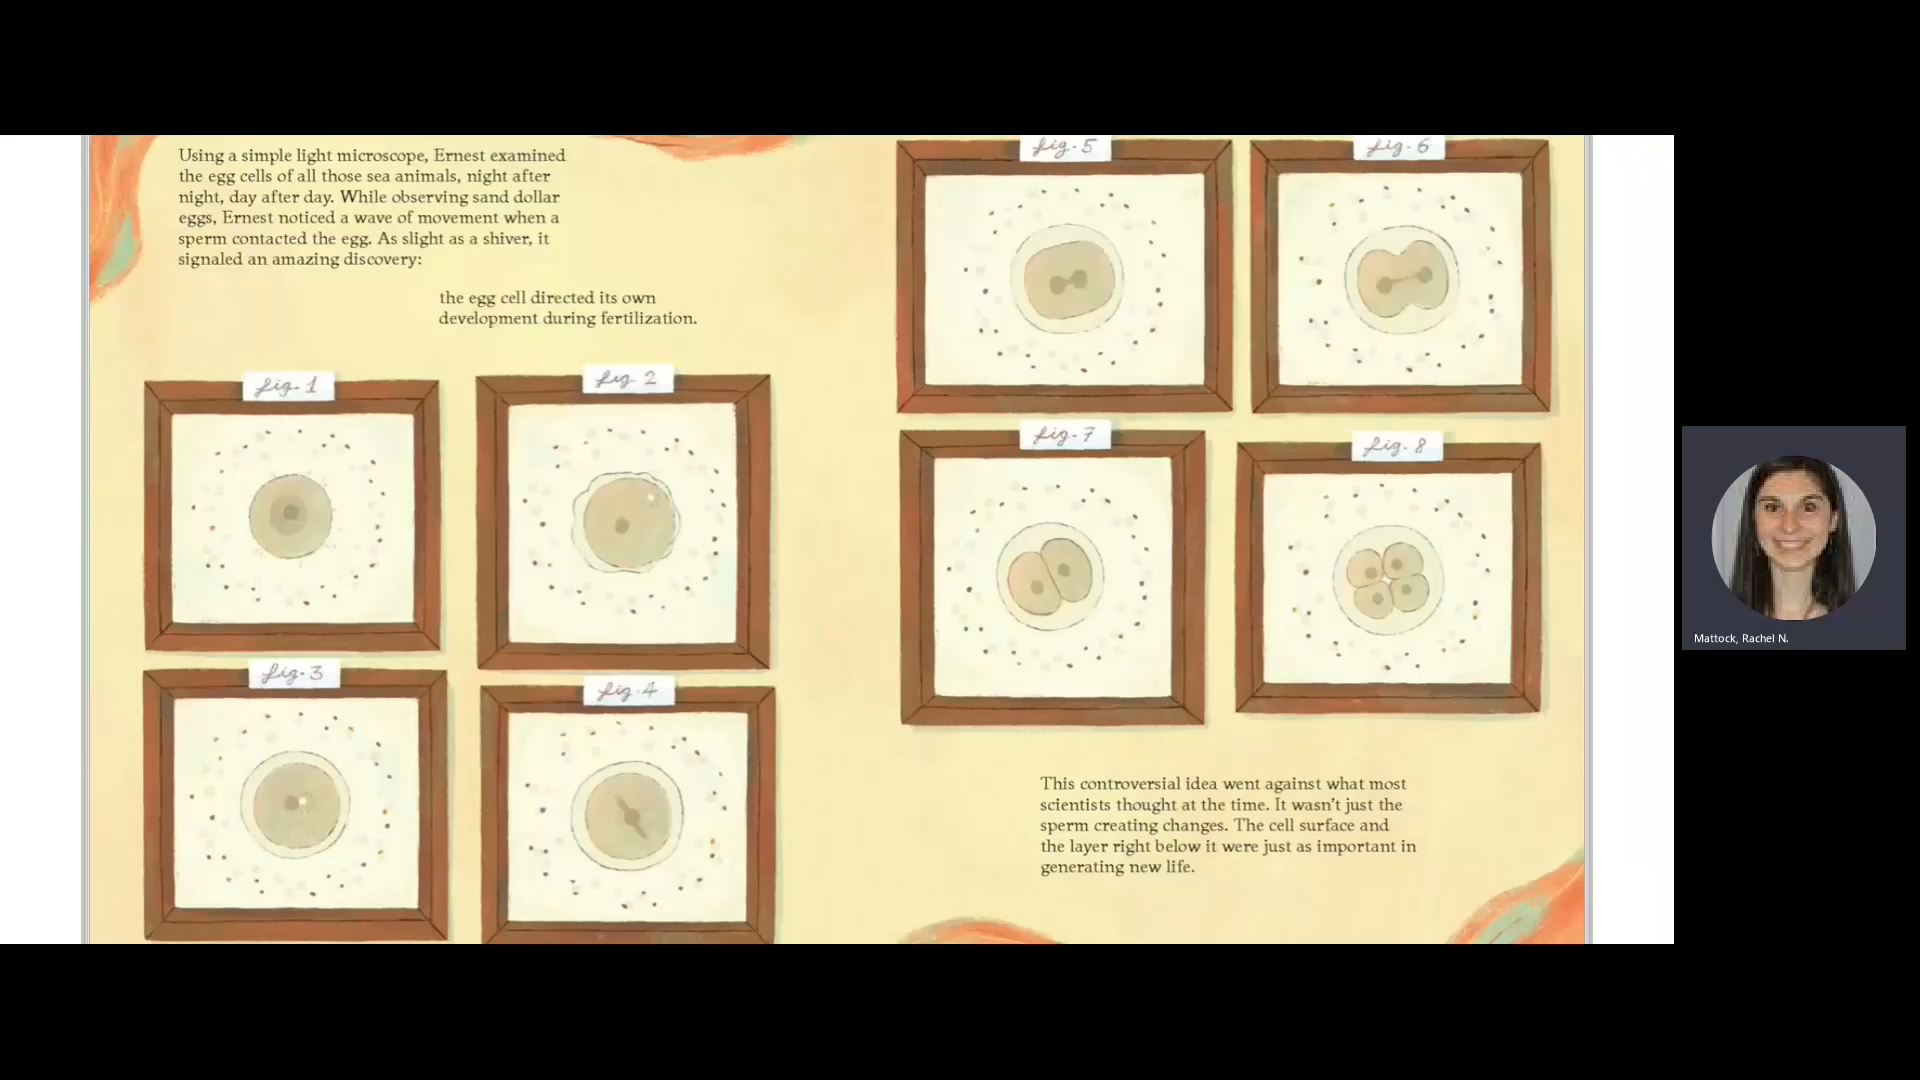 Using a simple light microscope, Ernest examined
the egg cells of all those sea animals, night after
night, day after day. While observing sand dollar
eggs, Ernest noticed a wave of movement when a
sperm contacted the egg. As slight as a shiver, it
signaled an amazing discovery:
the egg cell directed its own
development during fertilization.
fig. 1
fig. 2
fig. 3
fig. 4
fig. 5
fig. 6
fig. 7
fig. 8
This controversial idea went against what most
scientists thought at the time. It wasn't just the
sperm creating changes. The cell surface and
the layer right below it were just as important in
generating new life.
Mattock, Rachel N.